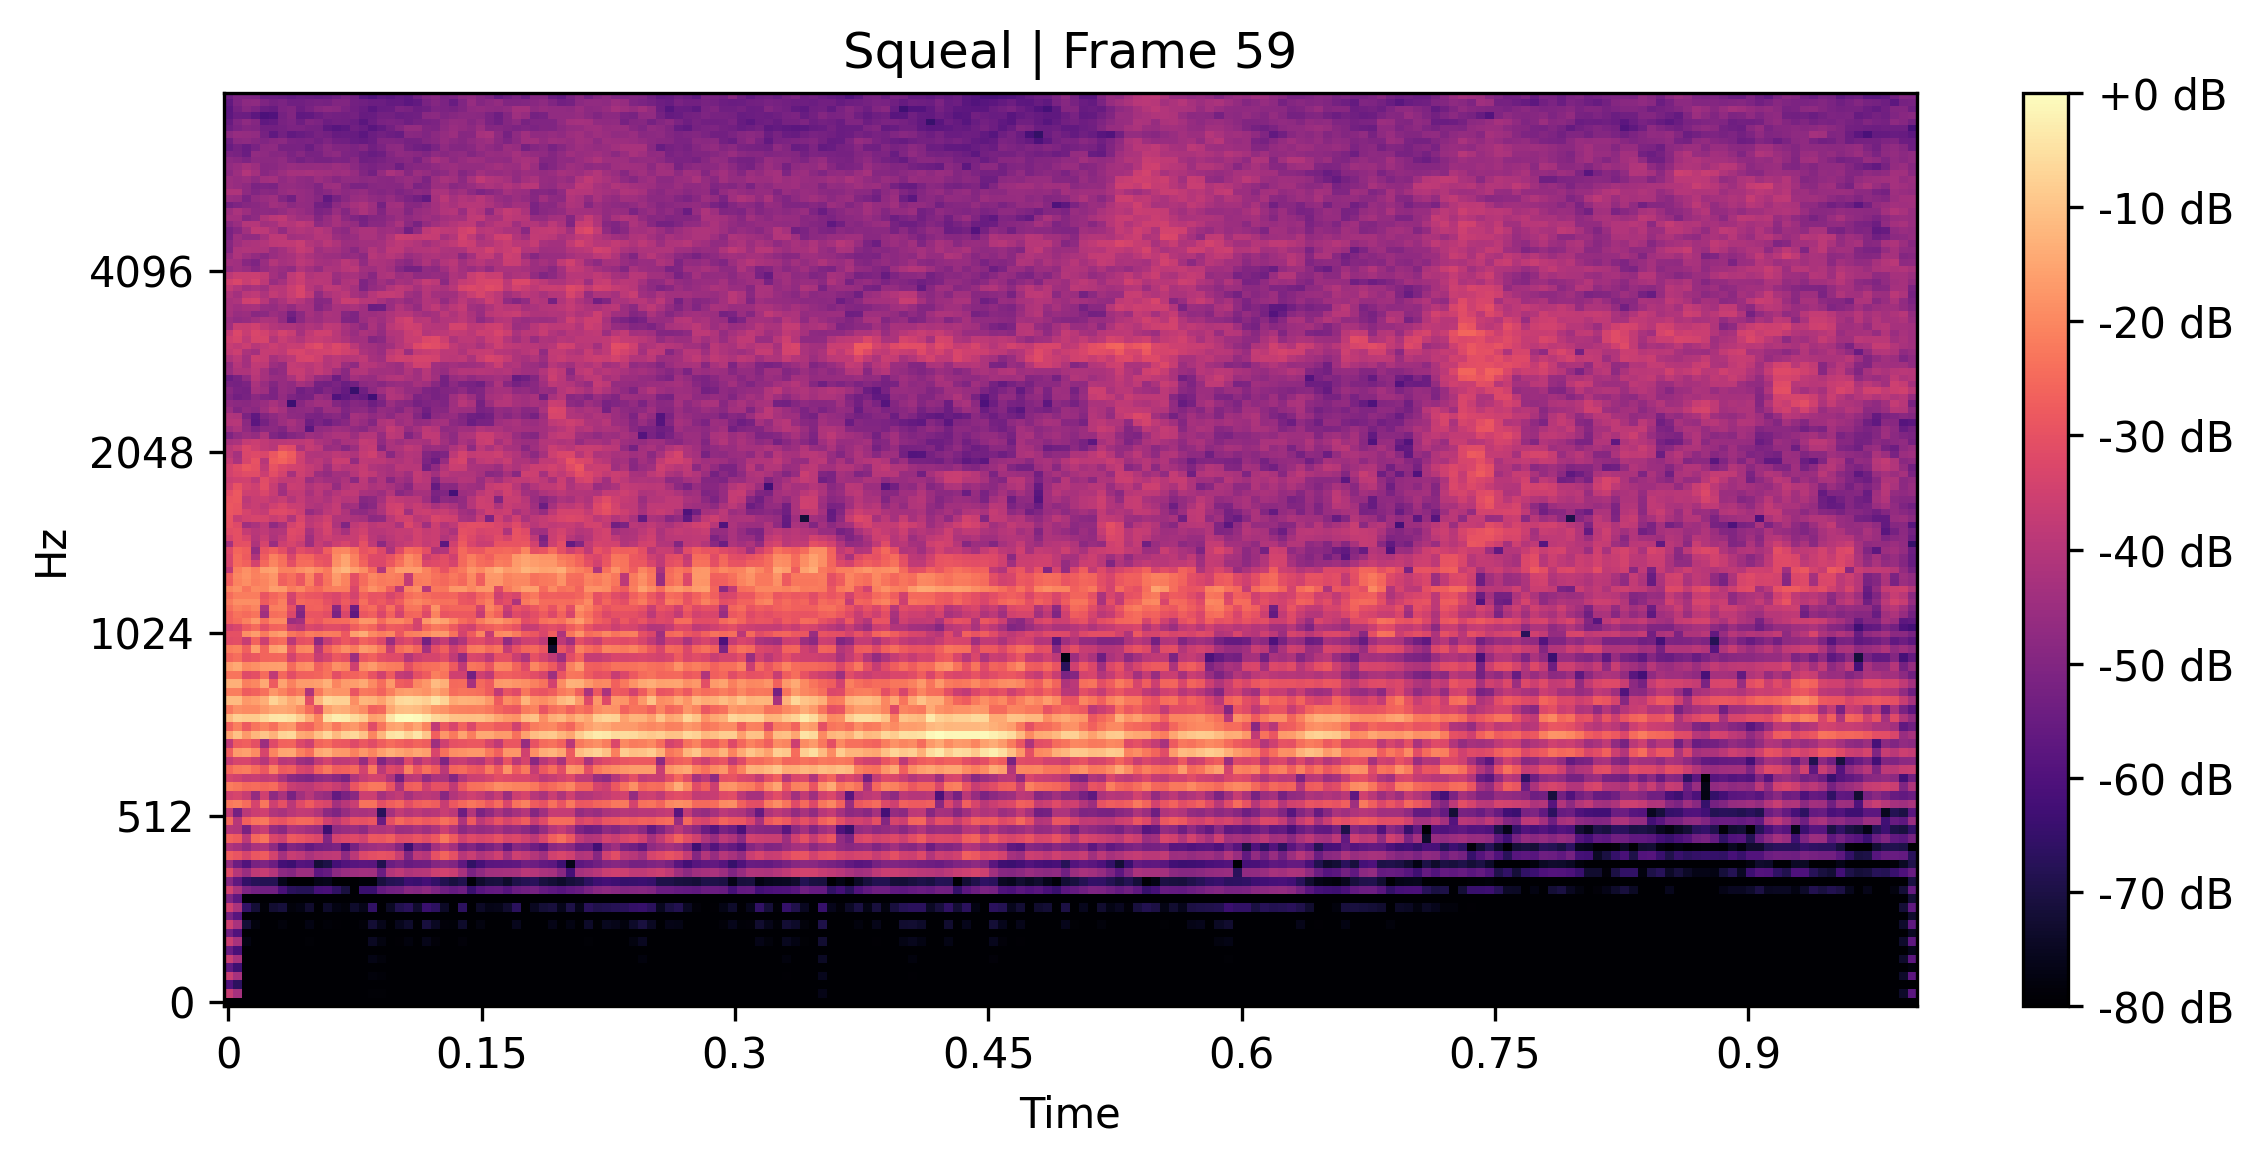 Squeal | Frame 59
+0 dB
-10 dB
-20 dB
-30 dB
-40 dB
-50 dB
-60 dB
-70 dB
-80 dB
Hz
4096
2048
1024
512
0
0 0.15 0.3 0.45 0.6 0.75 0.9
Time